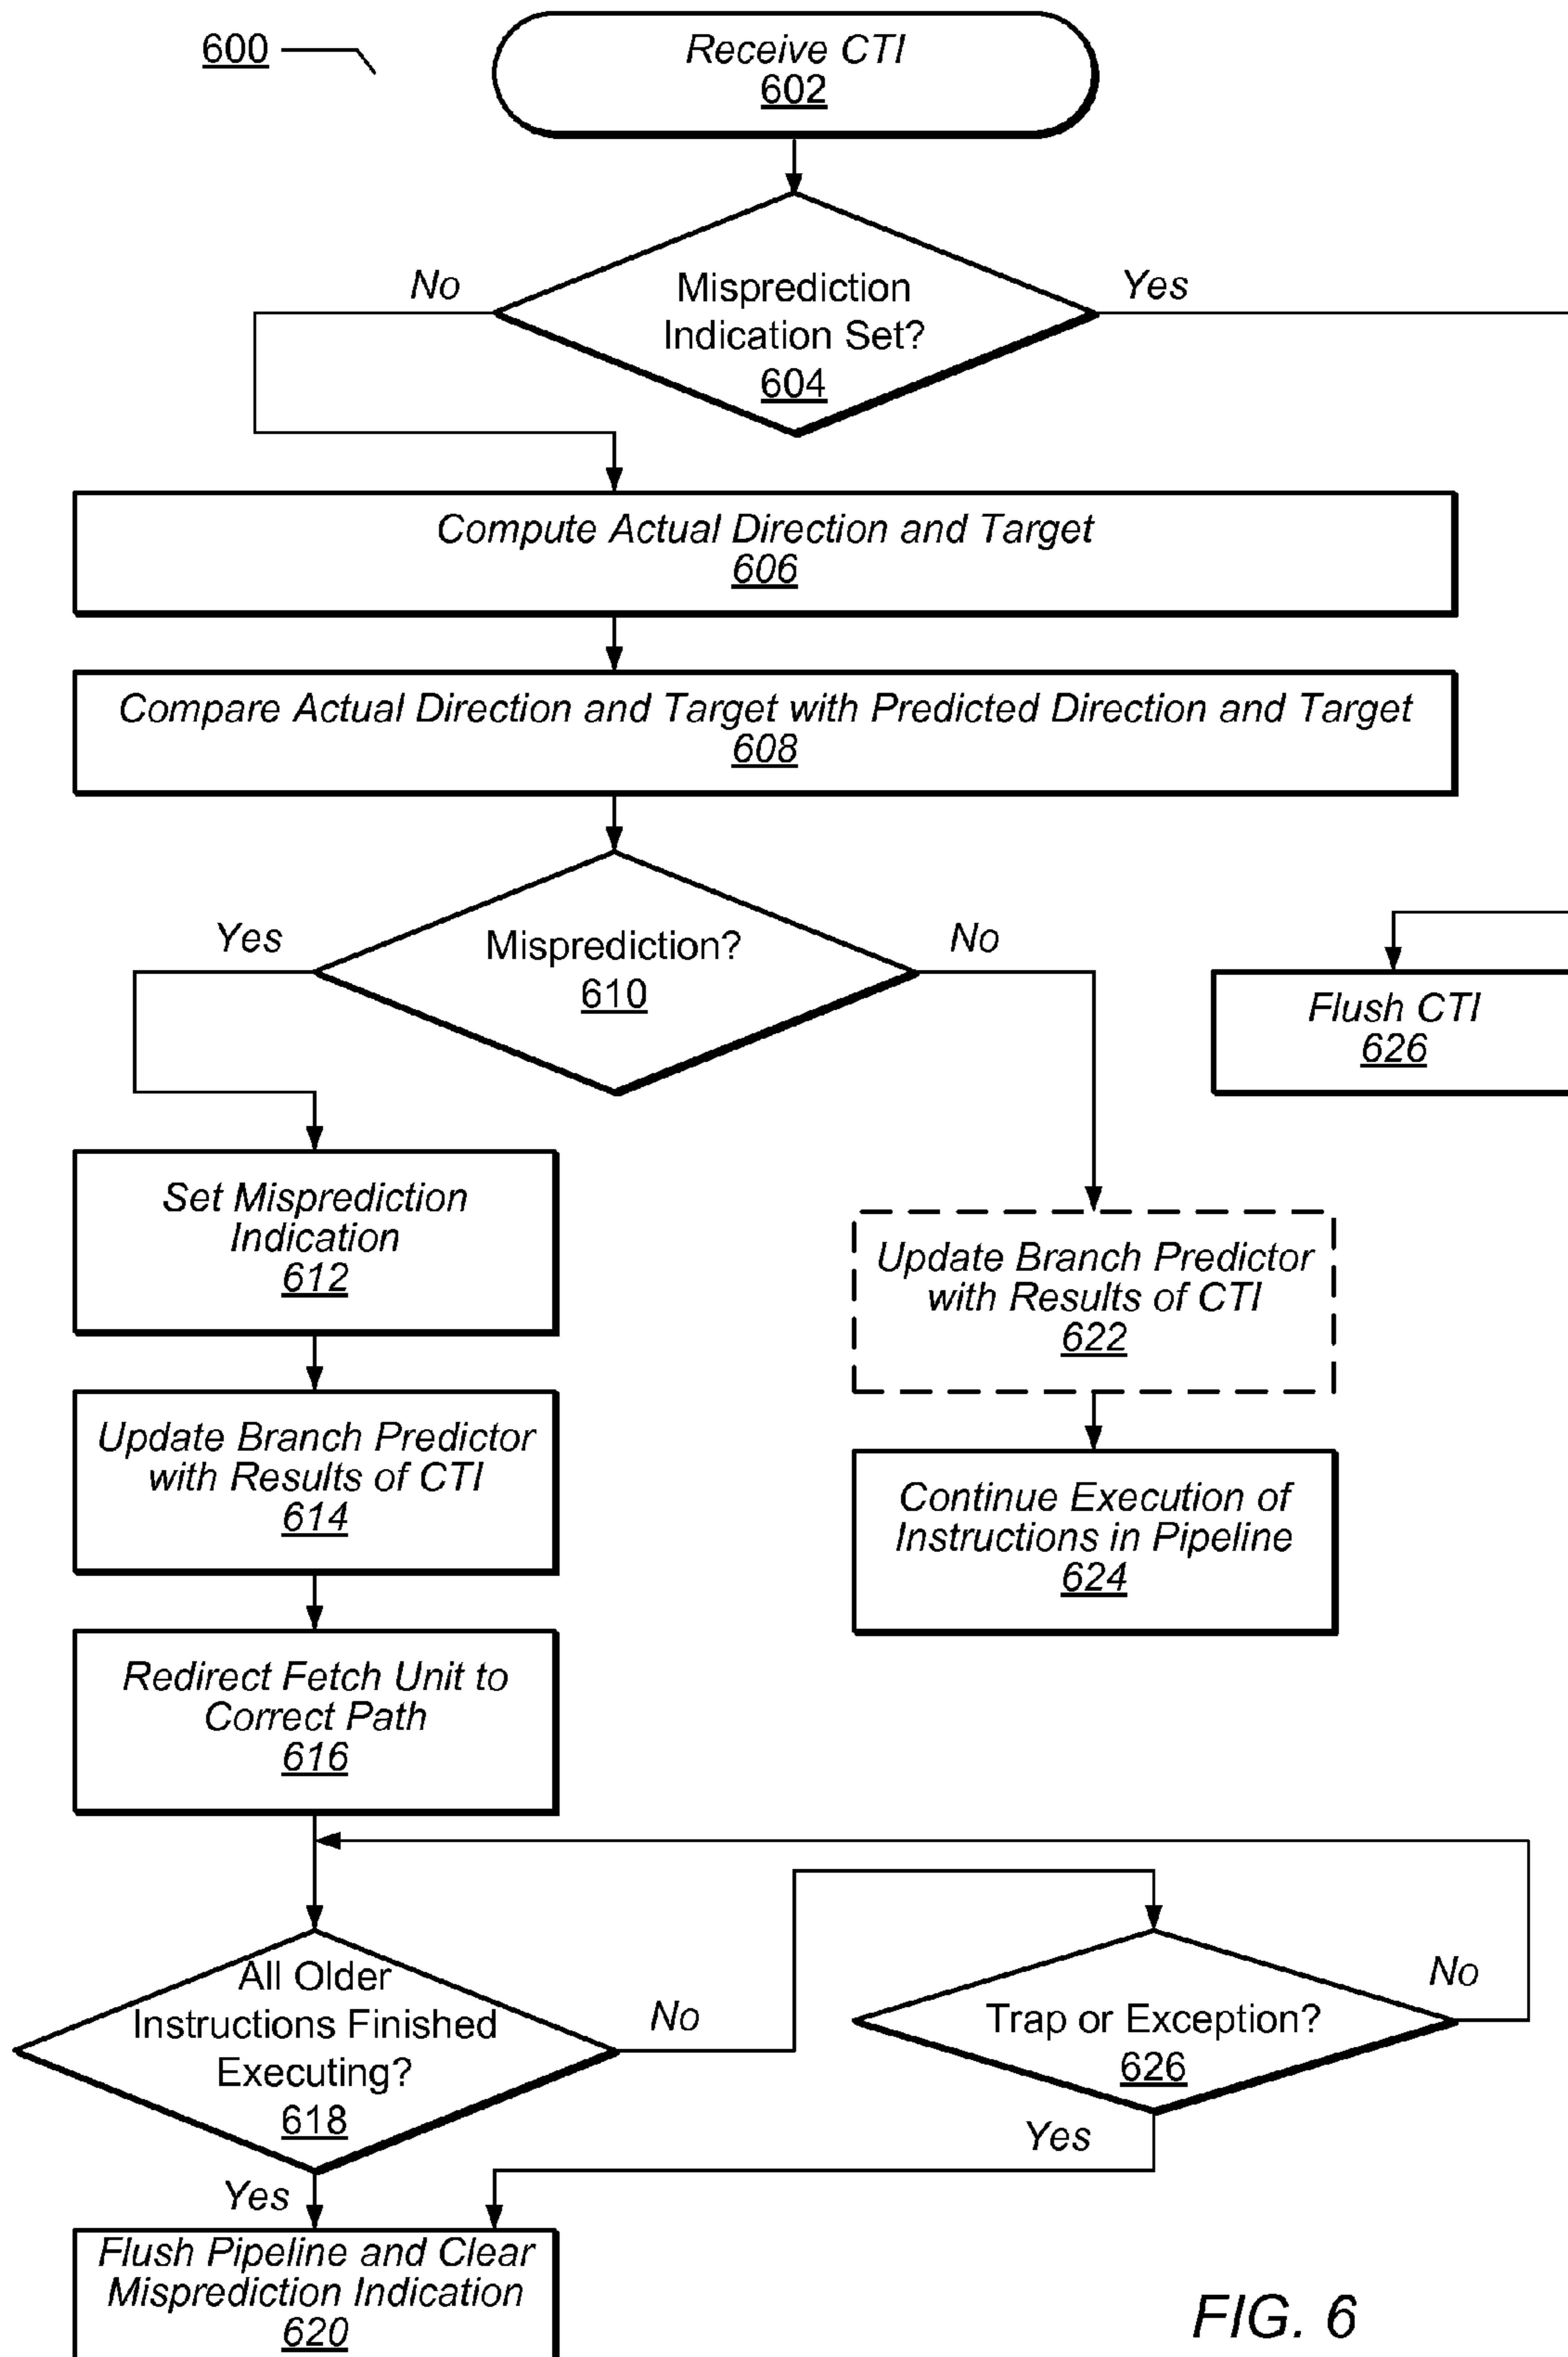 600
Receive CTI
602
No
Misprediction
Indication Set?
604
Yes
Compute Actual Direction and Target
606
Compare Actual Direction and Target with Predicted Direction and Target
608
Yes
Misprediction?
610
No
Flush CTI
626
Set Misprediction
Indication
612
Update Branch Predictor
with Results of CTI
622
Update Branch Predictor
with Results of CTI
614
Continue Execution of
Instructions in Pipeline
624
Redirect Fetch Unit to
Correct Path
616
All Older
Instructions Finished
Executing?
618
No
Trap or Exception?
626
No
Yes
Yes
Flush Pipeline and Clear
Misprediction Indication
620
FIG. 6